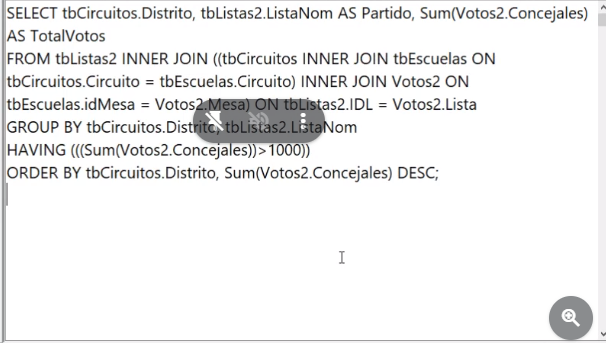 SELECT tbCircuitos.Distrito, tbListas2.ListaNom AS Partido, Sum(Votos2.Concejales)
AS TotalVotos
FROM tbListas2 INNER JOIN ((tbCircuitos INNER JOIN tbEscuelas ON
tbCircuitos.Circuito = tbEscuelas.Circuito) INNER JOIN Votos2 ON
tbEscuelas.idMesa = Votos2.Mesa) ON tbListas2.IDL = Votos2.Lista
GROUP BY tbCircuitos.Distrito, tbListas2.ListaNom
HAVING (((Sum(Votos2.Concejales))>1000))
ORDER BY tbCircuitos.Distrito, Sum(Votos2.Concejales) DESC;